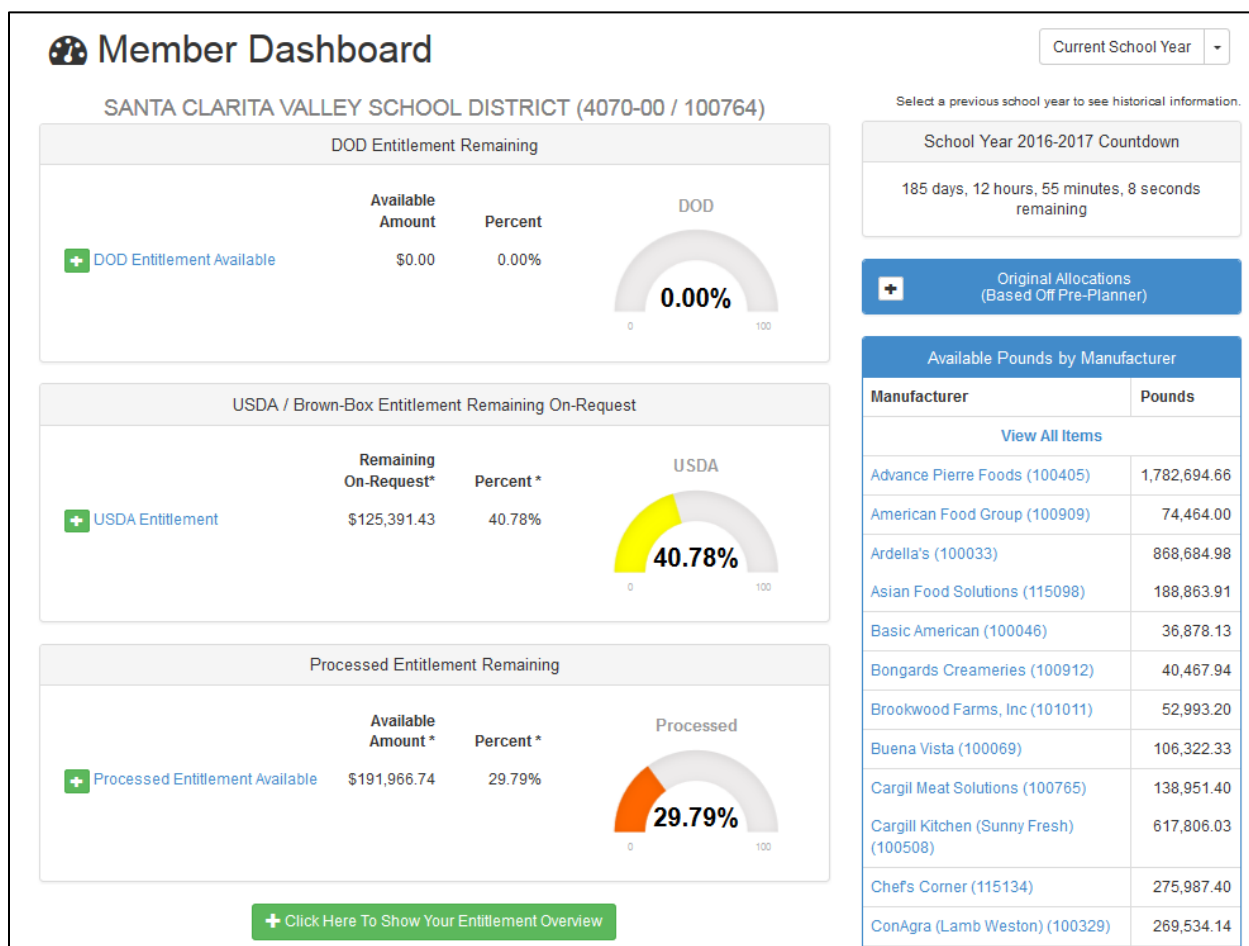 Member Dashboard
Current School Year
SANTA CLARITA VALLEY SCHOOL DISTRICT (4070-00 / 100764)
Select a previous school year to see historical information.
DOD Entitlement Remaining
Available
Amount
Percent
DOD
DOD Entitlement Available
$0.00
0.00%
0.00%
0
100
USDA / Brown-Box Entitlement Remaining On-Request
Remaining
On-Request*
Percent *
USDA
USDA Entitlement
$125,391.43
40.78%
40.78%
0
100
Processed Entitlement Remaining
Available
Amount *
Percent *
Processed
Processed Entitlement Available
$191,966.74
29.79%
29.79%
0
100
Click Here To Show Your Entitlement Overview
School Year 2016-2017 Countdown
185 days, 12 hours, 55 minutes, 8 seconds
remaining
Original Allocations
(Based Off Pre-Planner)
Available Pounds by Manufacturer
Manufacturer Pounds
View All Items
Advance Pierre Foods (100405) 1,782,694.66
American Food Group (100909) 74,464.00
Ardella's (100033) 868,684.98
Asian Food Solutions (115098) 188,863.91
Basic American (100046) 36,878.13
Bongards Creameries (100912) 40,467.94
Brookwood Farms, Inc (101011) 52,993.20
Buena Vista (100069) 106,322.33
Cargil Meat Solutions (100765) 138,951.40
Cargill Kitchen (Sunny Fresh) 617,806.03
(100508)
Chef's Corner (115134) 275,987.40
ConAgra (Lamb Weston) (100329) 269,534.14